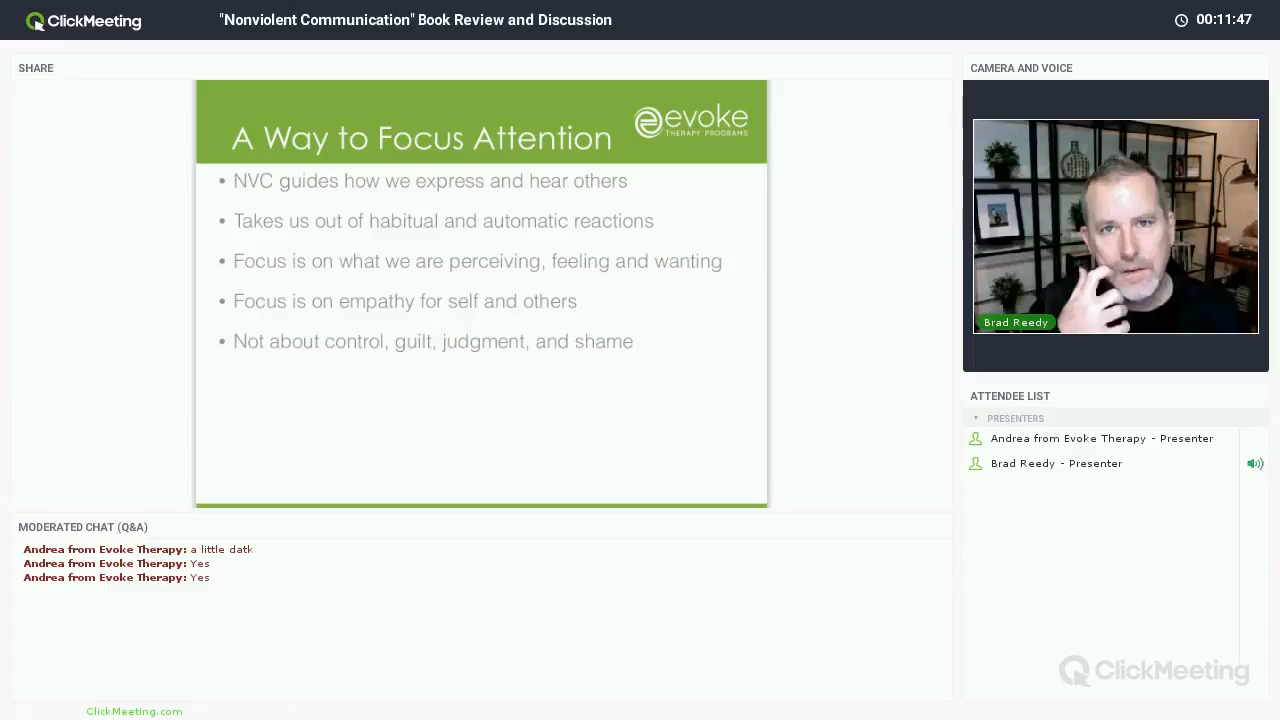 ClickMeeting
"Nonviolent Communication" Book Review and Discussion
00:11:47
SHARE
A Way to Focus Attention
evoke
THERAPY PROGRAMS
• NVC guides how we express and hear others
• Takes us out of habitual and automatic reactions
• Focus is on what we are perceiving, feeling and wanting
• Focus is on empathy for self and others
• Not about control, guilt, judgment, and shame
CAMERA AND VOICE
Brad Reedy
ATTENDEE LIST
PRESENTERS
Andrea from Evoke Therapy - Presenter
Brad Reedy - Presenter
MODERATED CHAT (Q&A)
Andrea from Evoke Therapy: a little datk
Andrea from Evoke Therapy: Yes
Andrea from Evoke Therapy: Yes
ClickMeeting
ClickMeeting.com